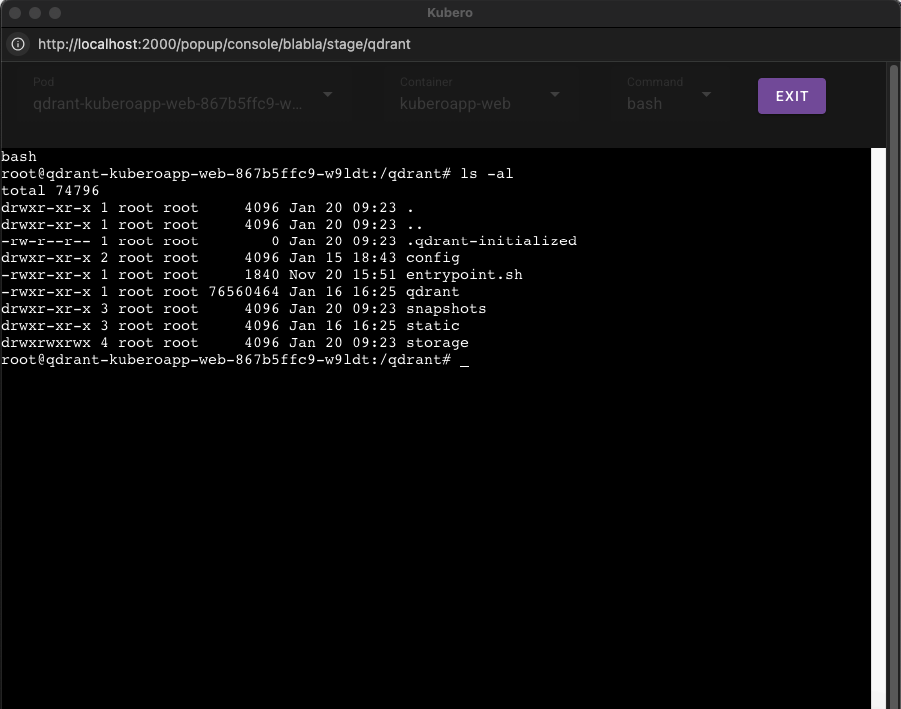 Kubero
http://localhost:2000/popup/console/blabla/stage/qdrant
Pod
Container
Command
qdrant-kuberoapp-web-867b5ffc9-w...
kuberoapp-web
bash
EXIT
bash
root@qdrant-kuberoapp-web-867b5ffc9-w9ldt:/qdrant# ls -al
total 74796
drwxr-xr-x 1 root root     4096 Jan 20 09:23 .
drwxr-xr-x 1 root root     4096 Jan 20 09:23 ..
-rw-r--r-- 1 root root        0 Jan 20 09:23 .qdrant-initialized
drwxr-xr-x 2 root root     4096 Jan 15 18:43 config
-rwxr-xr-x 1 root root     1840 Nov 20 15:51 entrypoint.sh
-rwxr-xr-x 1 root root 76560464 Jan 16 16:25 qdrant
drwxr-xr-x 3 root root     4096 Jan 20 09:23 snapshots
drwxr-xr-x 3 root root     4096 Jan 16 16:25 static
drwxrwxrwx 4 root root     4096 Jan 20 09:23 storage
root@qdrant-kuberoapp-web-867b5ffc9-w9ldt:/qdrant# _